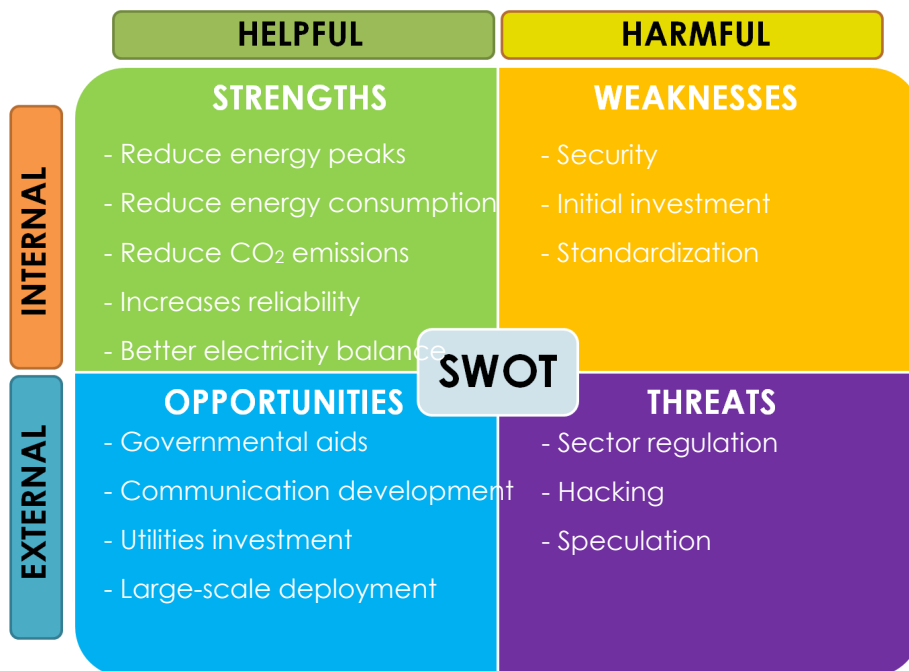 HELPFUL
HARMFUL
INTERNAL
STRENGTHS
- Reduce energy peaks
- Reduce energy consumption
- Reduce CO₂ emissions
- Increases reliability
- Better electricity balance
WEAKNESSES
- Security
- Initial investment
- Standardization
SWOT
EXTERNAL
OPPORTUNITIES
- Governmental aids
- Communication development
- Utilities investment
- Large-scale deployment
THREATS
- Sector regulation
- Hacking
- Speculation